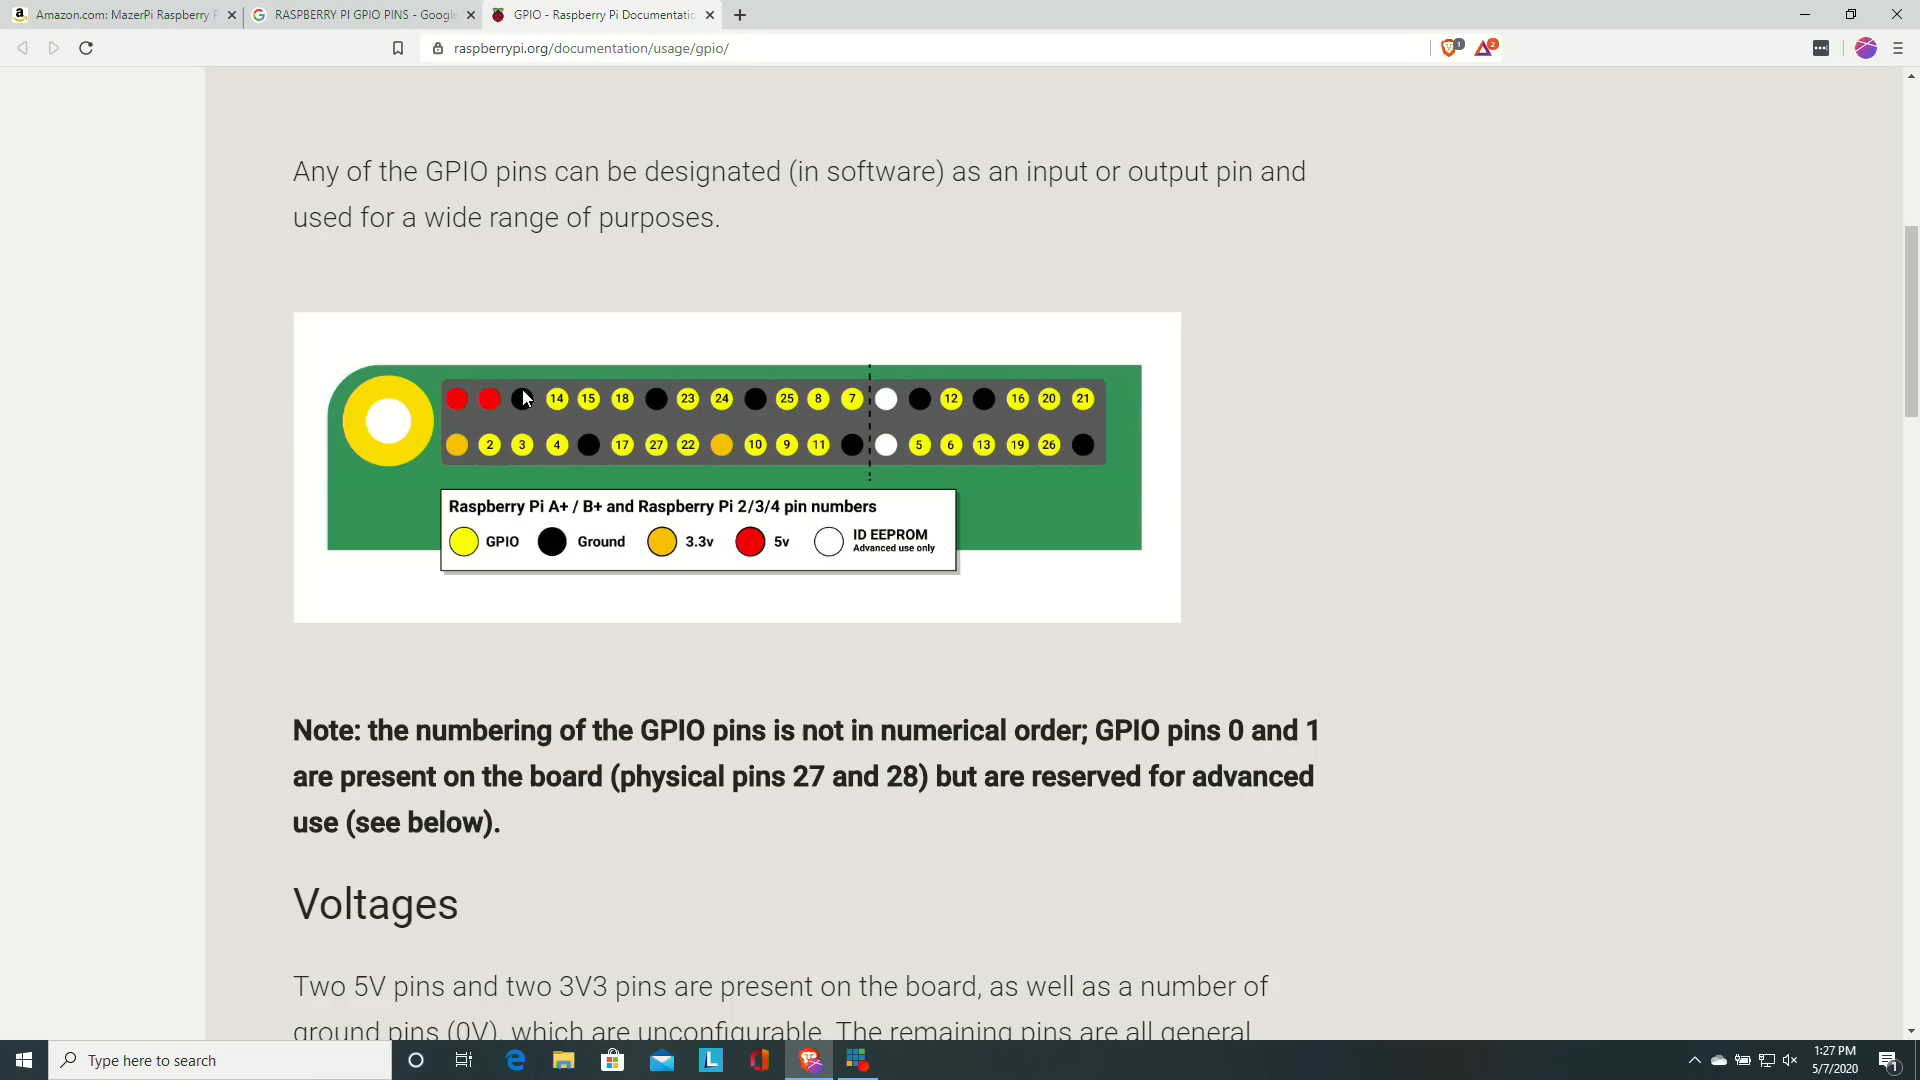 Amazon.com: MazerPi Raspberry P
RASPBERRY PI GPIO PINS - Google
GPIO - Raspberry Pi Documentatio
raspberrypi.org/documentation/usage/gpio/
1
2
Any of the GPIO pins can be designated (in software) as an input or output pin and
used for a wide range of purposes.
14 15 18 23 24 25 8 7 12 16 20 21
2 3 4 17 27 22 10 9 11 5 6 13 19 26
Raspberry Pi A+ / B+ and Raspberry Pi 2/3/4 pin numbers
GPIO Ground 3.3v 5v ID EEPROM
Advanced use only
Note: the numbering of the GPIO pins is not in numerical order; GPIO pins 0 and 1
are present on the board (physical pins 27 and 28) but are reserved for advanced
use (see below).
Voltages
Two 5V pins and two 3V3 pins are present on the board, as well as a number of
ground pins (0V), which are unconfigurable. The remaining pins are all general
Type here to search
L
1:27 PM
5/7/2020
1